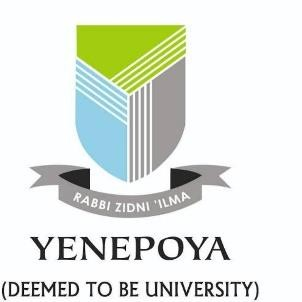 RABBI ZIDNI 'ILMA
YENEPOYA
(DEEMED TO BE UNIVERSITY)